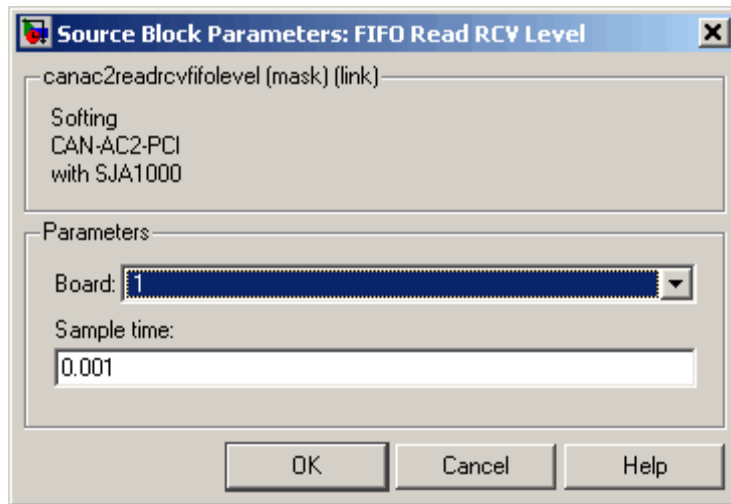 Source Block Parameters: FIFO Read RCV Level
canac2readrcvfifolevel (mask) (link)
Softing
CAN-AC2-PCI
with SJA1000
Parameters
Board: 1
Sample time:
0.001
OK Cancel Help